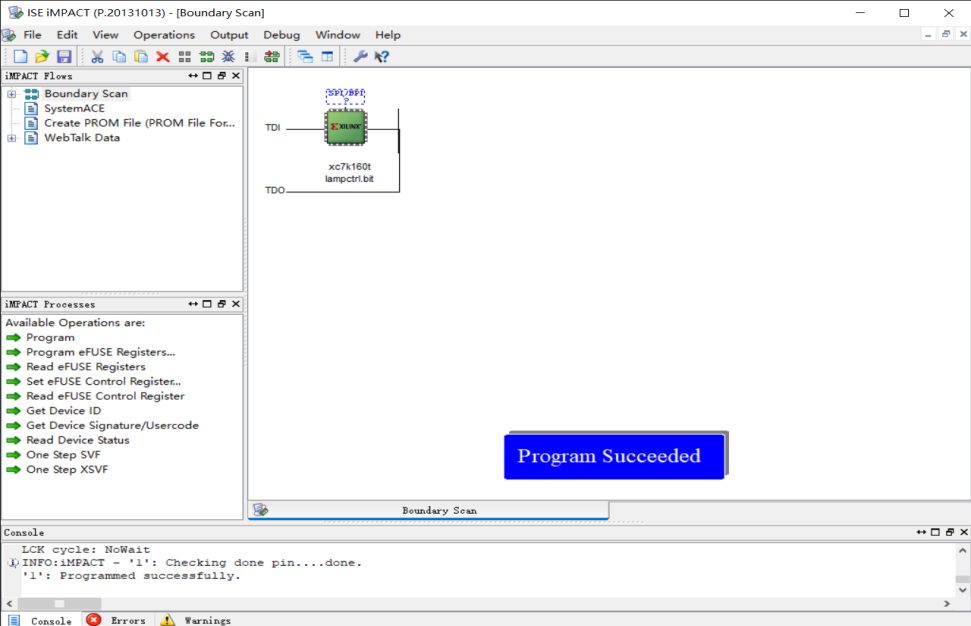 ISE iMPACT (P.20131013) - [Boundary Scan]
File Edit View Operations Output Debug Window Help
iMPACT Flows
Boundary Scan
SystemACE
Create PROM File (PROM File For...
WebTalk Data
SPI/BPI
?
TDI
XILINX
xc7k160t
lampctrl.bit
TDO
iMPACT Processes
Available Operations are:
Program
Program eFUSE Registers...
Read eFUSE Registers
Set eFUSE Control Register...
Read eFUSE Control Register
Get Device ID
Get Device Signature/Usercode
Read Device Status
One Step SVF
One Step XSVF
Program Succeeded
Boundary Scan
Console
LCK cycle: NoWait
INFO:iMPACT - '1': Checking done pin....done.
'1': Programmed successfully.
Console Errors Warnings